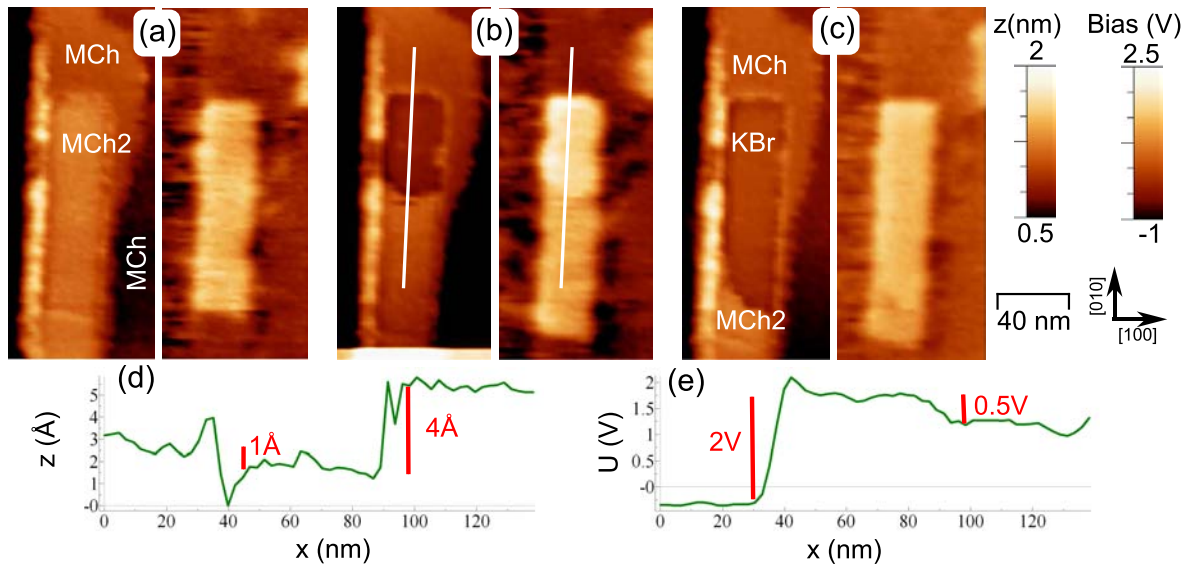 (a)
(b)
(c)
MCh
MCh2
MCh
MCh
KBr
MCh2
z(nm)
2
0.5
Bias (V)
2.5
-1
40 nm
[010]
[100]
(d)
z (Å)
5
4
3
2
1
-0
1Å
4Å
0 20 40 60 80 100 120
x (nm)
(e)
U (V)
2
1.5
1
0.5
-0
2V
0.5V
0 20 40 60 80 100 120
x (nm)